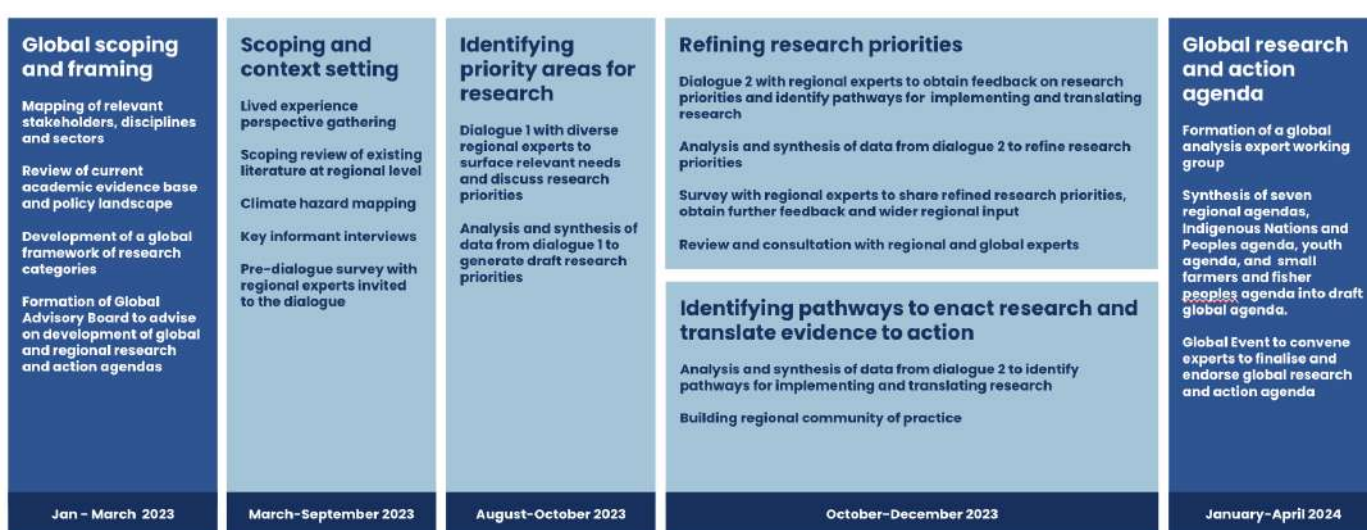 Global scoping
and framing
Mapping of relevant
stakeholders, disciplines
and sectors
Review of current
academic evidence base
and policy landscape
Development of a global
framework of research
categories
Formation of Global
Advisory Board to advise
on development of global
and regional research
and action agendas
Jan - March 2023
Scoping and
context setting
Lived experience
perspective gathering
Scoping review of existing
literature at regional level
Climate hazard mapping
Key informant interviews
Pre-dialogue survey with
regional experts invited
to the dialogue
March-September 2023
Identifying
priority areas for
research
Dialogue 1 with diverse
regional experts to
surface relevant needs
and discuss research
priorities
Analysis and synthesis of
data from dialogue 1 to
generate draft research
priorities
August-October 2023
Refining research priorities
Dialogue 2 with regional experts to obtain feedback on research
priorities and identify pathways for implementing and translating
research
Analysis and synthesis of data from dialogue 2 to refine research
priorities
Survey with regional experts to share refined research priorities,
obtain further feedback and wider regional input
Review and consultation with regional and global experts
Identifying pathways to enact research and
translate evidence to action
Analysis and synthesis of data from dialogue 2 to identify
pathways for implementing and translating research
Building regional community of practice
October-December 2023
Global research
and action
agenda
Formation of a global
analysis expert working
group
Synthesis of seven
regional agendas,
Indigenous Nations and
Peoples agenda, youth
agenda, and small
farmers and fisher
peoples agenda into draft
global agenda.
Global Event to convene
experts to finalise and
endorse global research
and action agenda
January-April 2024